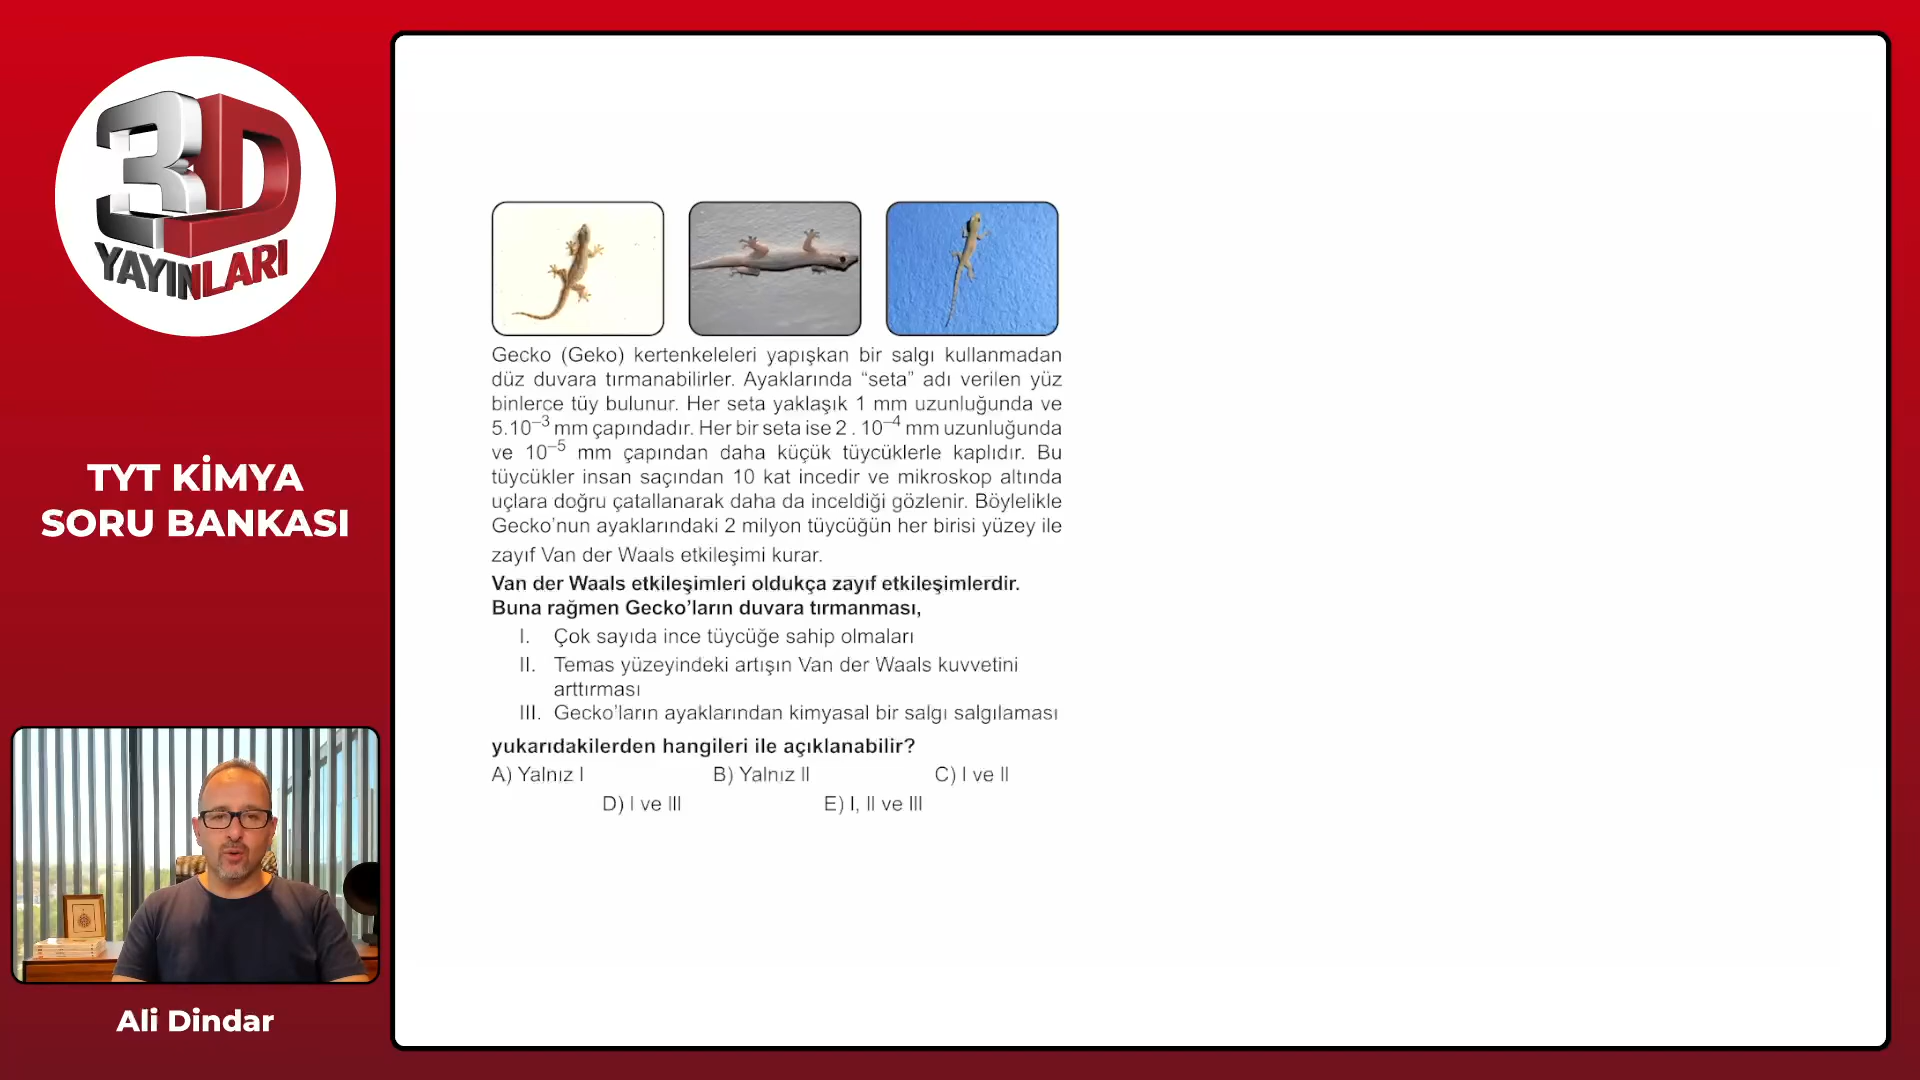 3D
YAYINLARI
TYT KİMYA
SORU BANKASI
Ali Dindar
Gecko (Geko) kertenkeleleri yapışkan bir salgı kullanmadan
düz duvara tırmanabilirler. Ayaklarında “seta” adı verilen yüz
binlerce tüy bulunur. Her seta yaklaşık 1 mm uzunluğunda ve
5.10⁻³ mm çapındadır. Her bir seta ise 2 . 10⁻⁴ mm uzunluğunda
ve 10⁻⁵ mm çapından daha küçük tüycüklerle kaplıdır. Bu
tüycükler insan saçından 10 kat incedir ve mikroskop altında
uçlara doğru çatallanarak daha da inceldiği gözlenir. Böylelikle
Gecko’nun ayaklarındaki 2 milyon tüycüğün her birisi yüzey ile
zayıf Van der Waals etkileşimi kurar.
Van der Waals etkileşimleri oldukça zayıf etkileşimlerdir.
Buna rağmen Gecko’ların duvara tırmanması,
I. Çok sayıda ince tüycüğe sahip olmaları
II. Temas yüzeyindeki artışın Van der Waals kuvvetini
arttırması
III. Gecko’ların ayaklarından kimyasal bir salgı salgılaması
yukarıdakilerden hangileri ile açıklanabilir?
A) Yalnız I B) Yalnız II C) I ve II
D) I ve III E) I, II ve III